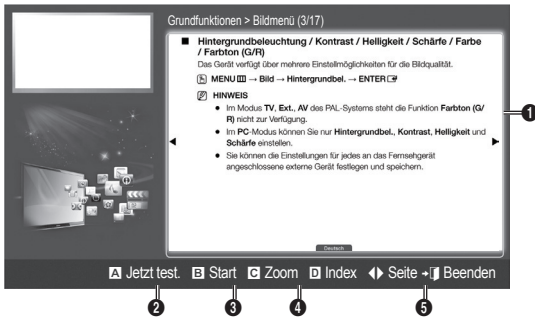 Grundfunktionen > Bildmenü (3/17)
■ Hintergrundbeleuchtung / Kontrast / Helligkeit / Schärfe / Farbe
/ Farbton (G/R)
Das Gerät verfügt über mehrere Einstellmöglichkeiten für die Bildqualität.
MENU → Bild → Hintergrundbel. → ENTER
HINWEIS
● Im Modus TV, Ext., AV des PAL-Systems steht die Funktion Farbton (G/
R) nicht zur Verfügung.
● Im PC-Modus können Sie nur Hintergrundbel., Kontrast, Helligkeit und
Schärfe einstellen.
● Sie können die Einstellungen für jedes an das Fernsehgerät
angeschlossene externe Gerät festlegen und speichern.
1
Deutsch
A Jetzt test. B Start C Zoom D Index Seite Beenden
2 3 4 5